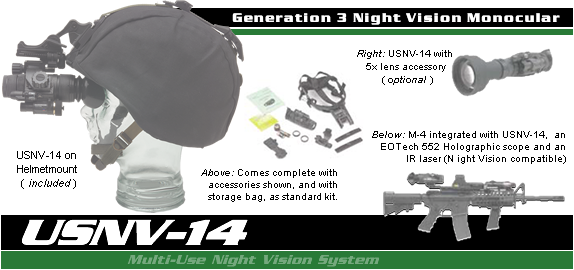 Generation 3 Night Vision Monocular
Right: USNV-14 with
5x lens accessory
( optional )
USNV-14 on
Helmetmount
( included )
Above: Comes complete with
accessories shown, and with
storage bag, as standard kit.
Below: M-4 integrated with USNV-14, an
EOTech 552 Holographic scope and an
IR laser (N ight Vision compatible)
USNV-14
Multi-Use Night Vision System